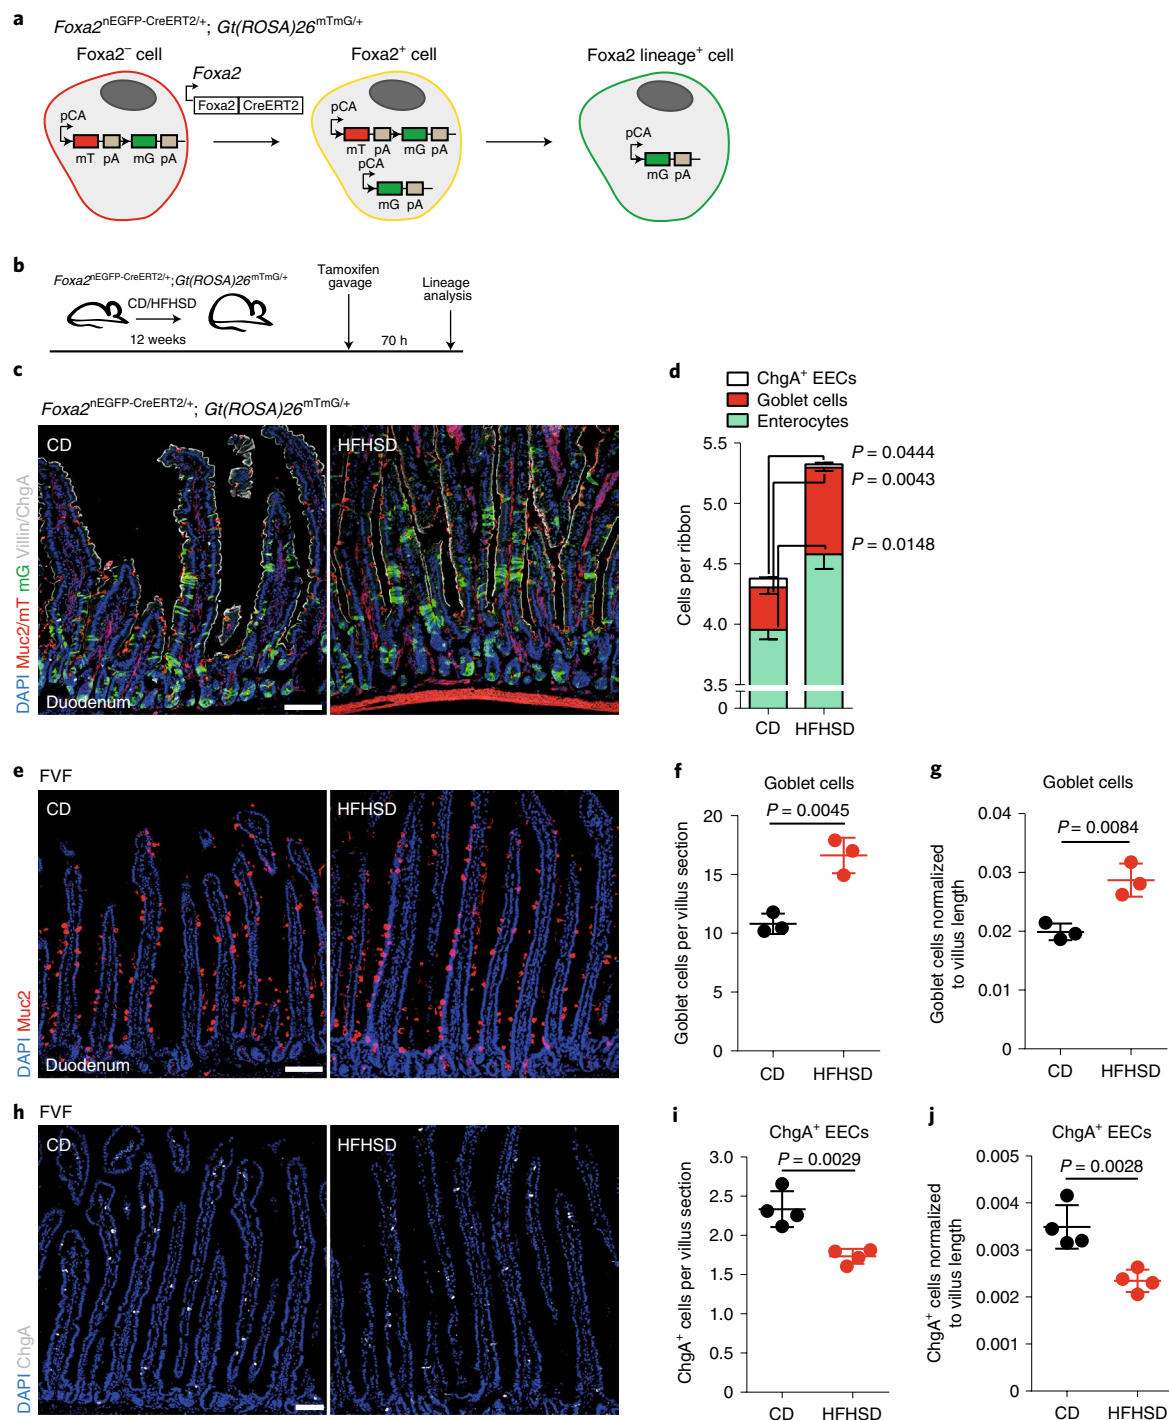 a
Foxa2nEGFP-CreERT2/+; Gt(ROSA)26mTmG/+
Foxa2− cell
Foxa2
Foxa2+ cell
Foxa2 lineage+ cell
Foxa2 CreERT2
pCA
mT pA mG pA
pCA
mT pA mG pA
pCA
mG pA
pCA
mG pA
b
Foxa2nEGFP-CreERT2/+;Gt(ROSA)26mTmG/+
CD/HFHSD
12 weeks
Tamoxifen
gavage
70 h
Lineage
analysis
c
Foxa2nEGFP-CreERT2/+; Gt(ROSA)26mTmG/+
DAPI Muc2/mT mG Villin/ChgA
CD
Duodenum
HFHSD
d
ChgA+ EECs
Goblet cells
Enterocytes
Cells per ribbon
5.5
5.0
4.5
4.0
3.5
0
P = 0.0444
P = 0.0043
P = 0.0148
CD HFHSD
e
FVF
DAPI Muc2
CD
Duodenum
HFHSD
f
Goblet cells
P = 0.0045
Goblet cells per villus section
20
15
10
5
0
CD HFHSD
g
Goblet cells
P = 0.0084
Goblet cells normalized
to villus length
0.04
0.03
0.02
0.01
0
CD HFHSD
h
FVF
DAPI ChgA
CD
HFHSD
i
ChgA+ EECs
P = 0.0029
ChgA+ cells per villus section
3.0
2.5
2.0
1.5
1.0
0.5
0
CD HFHSD
j
ChgA+ EECs
P = 0.0028
ChgA+ cells normalized
to villus length
0.005
0.004
0.003
0.002
0.001
0
CD HFHSD